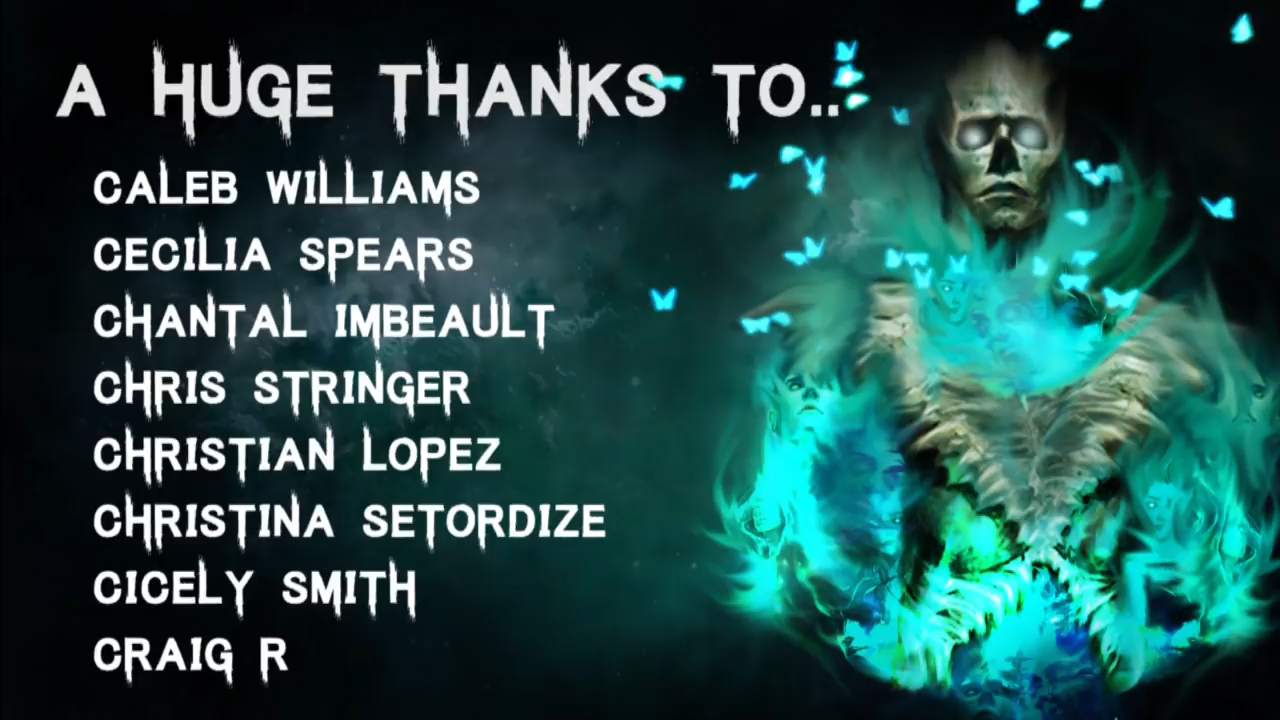 A HUGE THANKS TO..
CALEB WILLIAMS
CECILIA SPEARS
CHANTAL IMBEAULT
CHRIS STRINGER
CHRISTIAN LOPEZ
CHRISTINA SETORDIZE
CICELY SMITH
CRAIG R